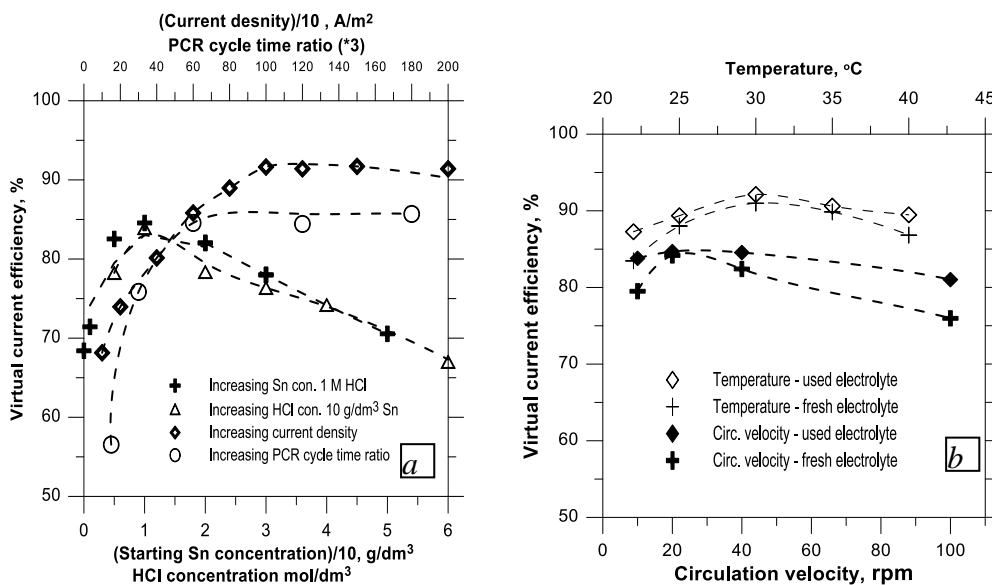 (Current desnity)/10 , A/m2
PCR cycle time ratio (*3)
0 20 40 60 80 100 120 140 150 160 180 200
Virtual current efficiency, %
100
90
80
70
60
50
Increasing Sn con. 1 M HCl
Increasing HCl con. 10 g/dm3 Sn
Increasing current density
Increasing PCR cycle time ratio
a
0 1 2 3 4 5 6
(Starting Sn concentration)/10, g/dm3
HCl concentration mol/dm3
Temperature, oC
20 25 30 35 40 45
Virtual current efficiency, %
100
90
80
70
60
50
Temperature - used electrolyte
Temperature - fresh electrolyte
Circ. velocity - used electrolyte
Circ. velocity - fresh electrolyte
b
0 20 40 60 80 100
Circulation velocity, rpm